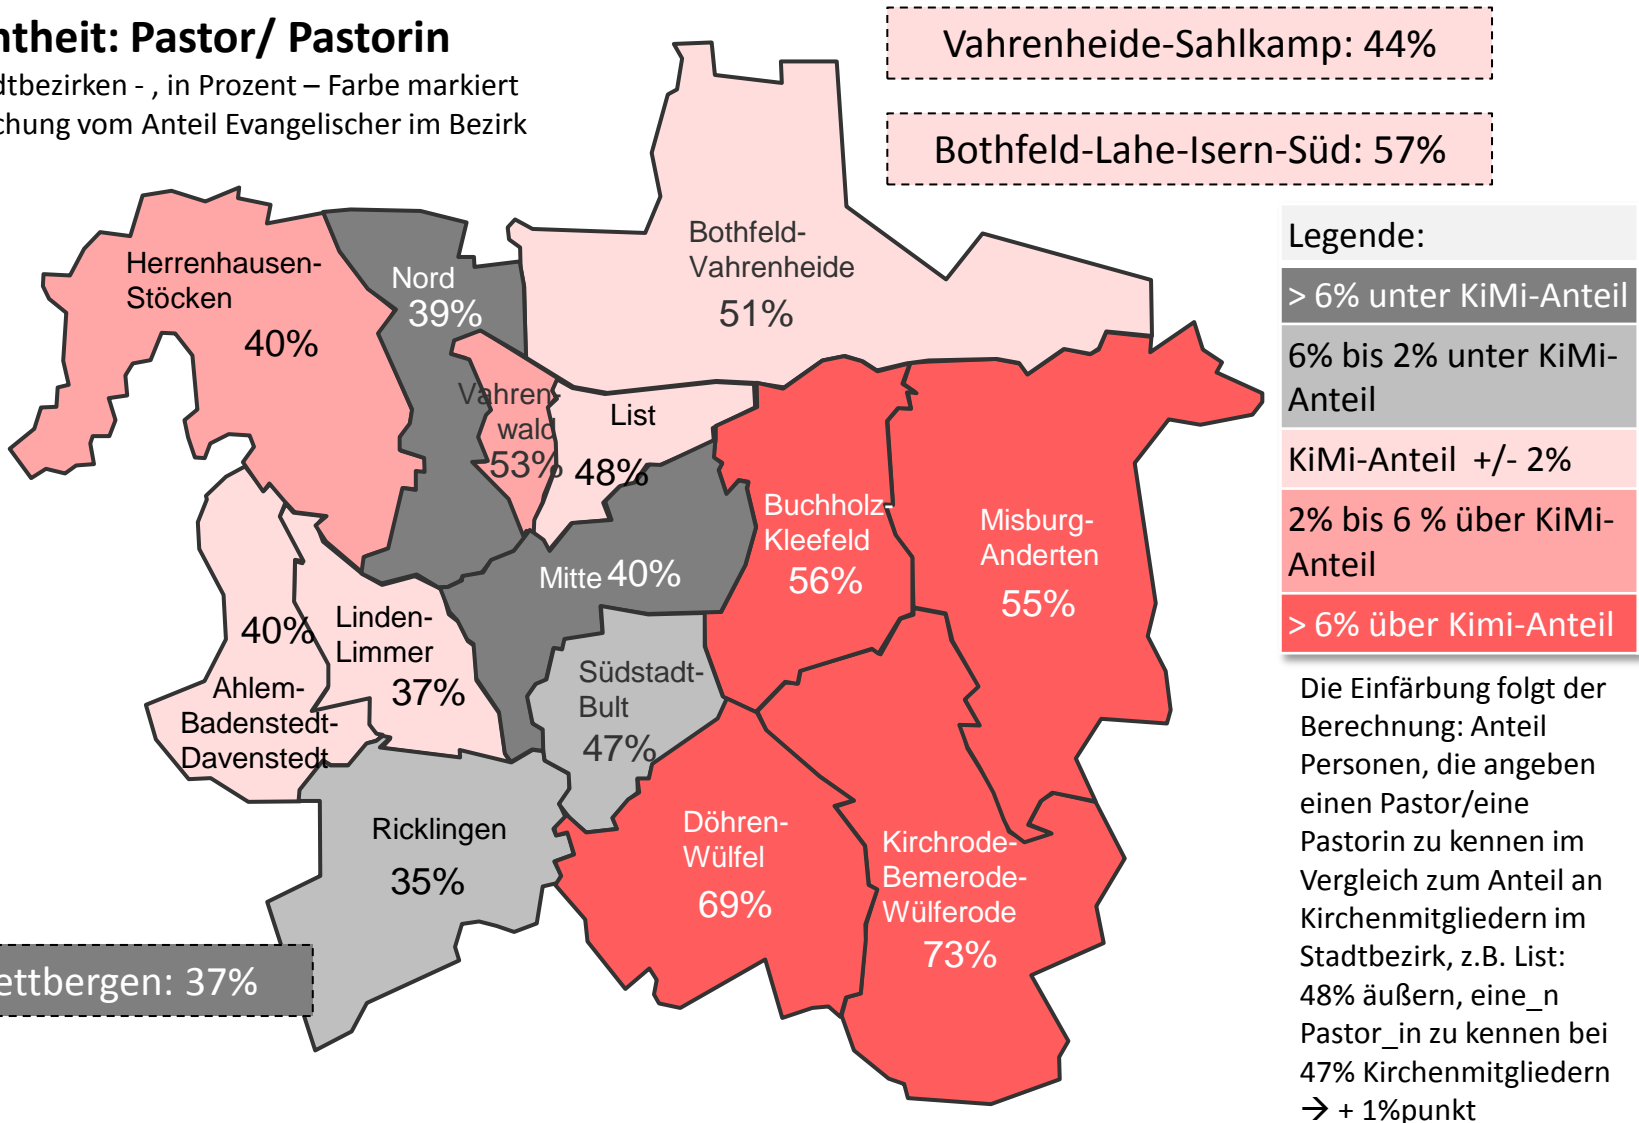 ntheit: Pastor/ Pastorin
dtbezirken - , in Prozent – Farbe markiert
chung vom Anteil Evangelischer im Bezirk
Vahrenheide-Sahlkamp: 44%
Bothfeld-Lahe-Isern-Süd: 57%
Herrenhausen-
Stöcken
40%
Nord
39%
Bothfeld-
Vahrenheide
51%
Vahren-
wald
53%
List
48%
Buchholz-
Kleefeld
56%
Misburg-
Anderten
55%
Mitte 40%
40%
Ahlem-
Badenstedt-
Davenstedt
Linden-
Limmer
37%
Südstadt-
Bult
47%
Ricklingen
35%
Döhren-
Wülfel
69%
Kirchrode-
Bemerode-
Wülferode
73%
ettbergen: 37%
Legende:
> 6% unter KiMi-Anteil
6% bis 2% unter KiMi-
Anteil
KiMi-Anteil +/- 2%
2% bis 6 % über KiMi-
Anteil
> 6% über Kimi-Anteil
Die Einfärbung folgt der
Berechnung: Anteil
Personen, die angeben
einen Pastor/eine
Pastorin zu kennen im
Vergleich zum Anteil an
Kirchenmitgliedern im
Stadtbezirk, z.B. List:
48% äußern, eine_n
Pastor_in zu kennen bei
47% Kirchenmitgliedern
→ + 1%punkt